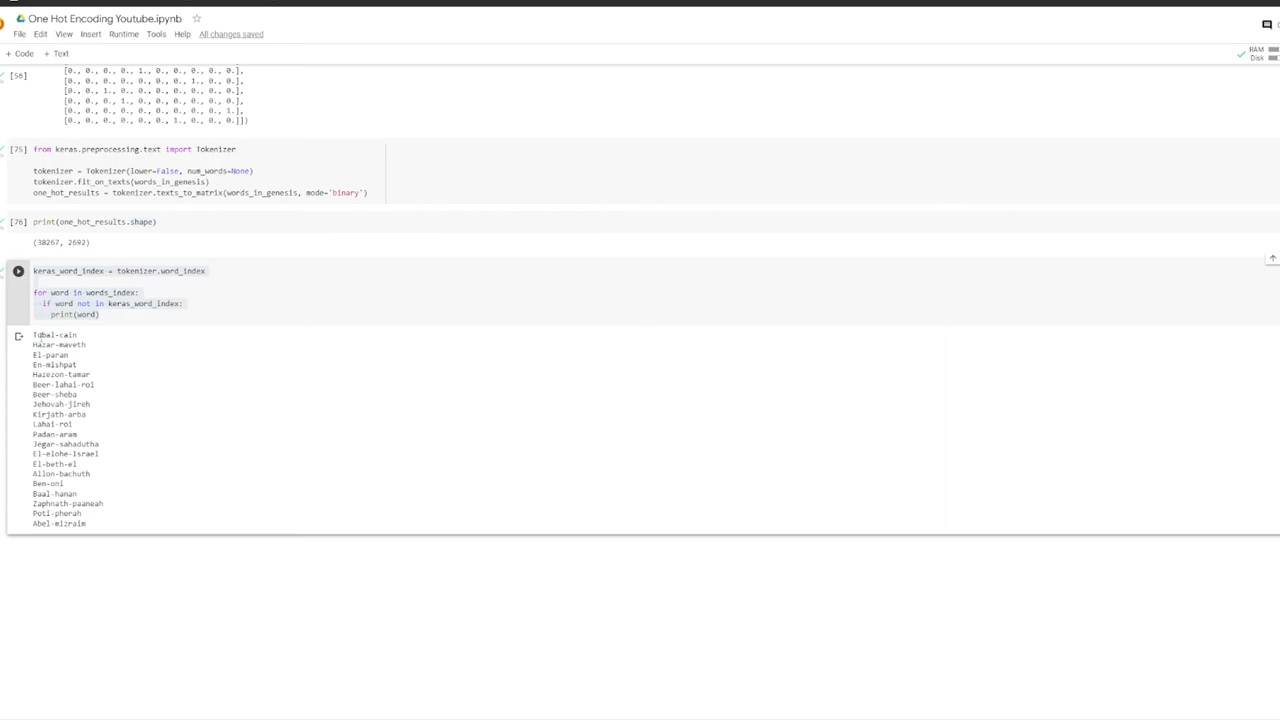 One Hot Encoding Youtube.ipynb
File Edit View Insert Runtime Tools Help All changes saved
+ Code + Text
RAM
Disk
[56]
[0., 0., 0., 0., 1., 0., 0., 0., 0., 0.],
[0., 0., 0., 0., 0., 0., 0., 1., 0., 0.],
[0., 0., 1., 0., 0., 0., 0., 0., 0., 0.],
[0., 0., 0., 1., 0., 0., 0., 0., 0., 0.],
[0., 0., 0., 0., 0., 0., 0., 0., 0., 1.],
[0., 0., 0., 0., 0., 0., 1., 0., 0., 0.]])
[75] from keras.preprocessing.text import Tokenizer
tokenizer = Tokenizer(lower=False, num_words=None)
tokenizer.fit_on_texts(words_in_genesis)
one_hot_results = tokenizer.texts_to_matrix(words_in_genesis, mode='binary')
[76] print(one_hot_results.shape)
(38267, 2692)
keras_word_index = tokenizer.word_index
for word in words_index:
if word not in keras_word_index:
print(word)
Tubal-cain
Hazar-maveth
El-paran
En-mishpat
Hazezon-tamar
Beer-lahai-roi
Beer-sheba
Jehovah-jireh
Kirjath-arba
Lahai-roi
Padan-aram
Jegar-sahadutha
El-elohe-Israel
El-beth-el
Allon-bachuth
Ben-oni
Baal-hanan
Zaphnath-paaneah
Poti-pherah
Abel-mizraim